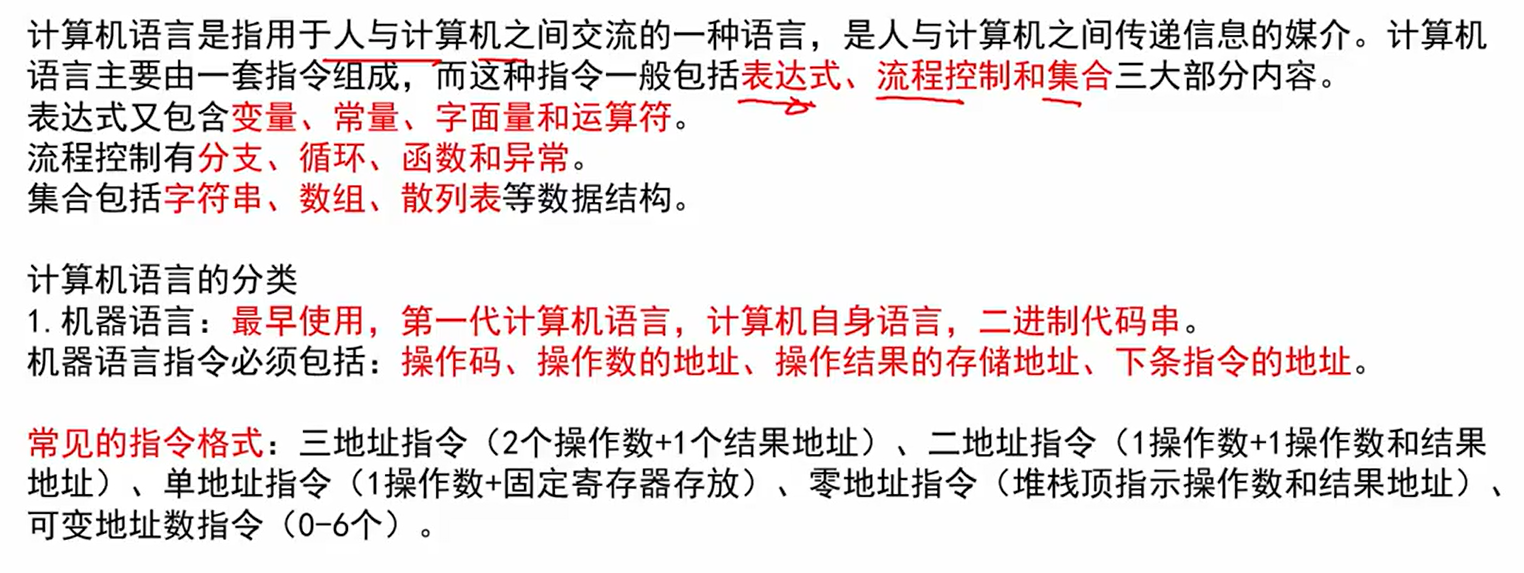 计算机语言是指用于人与计算机之间交流的一种语言，是人与计算机之间传递信息的媒介。计算机
语言主要由一套指令组成，而这种指令一般包括表达式、流程控制和集合三大部分内容。
表达式又包含变量、常量、字面量和运算符。
流程控制有分支、循环、函数和异常。
集合包括字符串、数组、散列表等数据结构。
计算机语言的分类
1.机器语言：最早使用，第一代计算机语言，计算机自身语言，二进制代码串。
机器语言指令必须包括：操作码、操作数的地址、操作结果的存储地址、下条指令的地址。
常见的指令格式：三地址指令（2个操作数+1个结果地址）、二地址指令（1操作数+1操作数和结果
地址）、单地址指令（1操作数+固定寄存器存放）、零地址指令（堆栈顶指示操作数和结果地址）、
可变地址数指令（0-6个）。